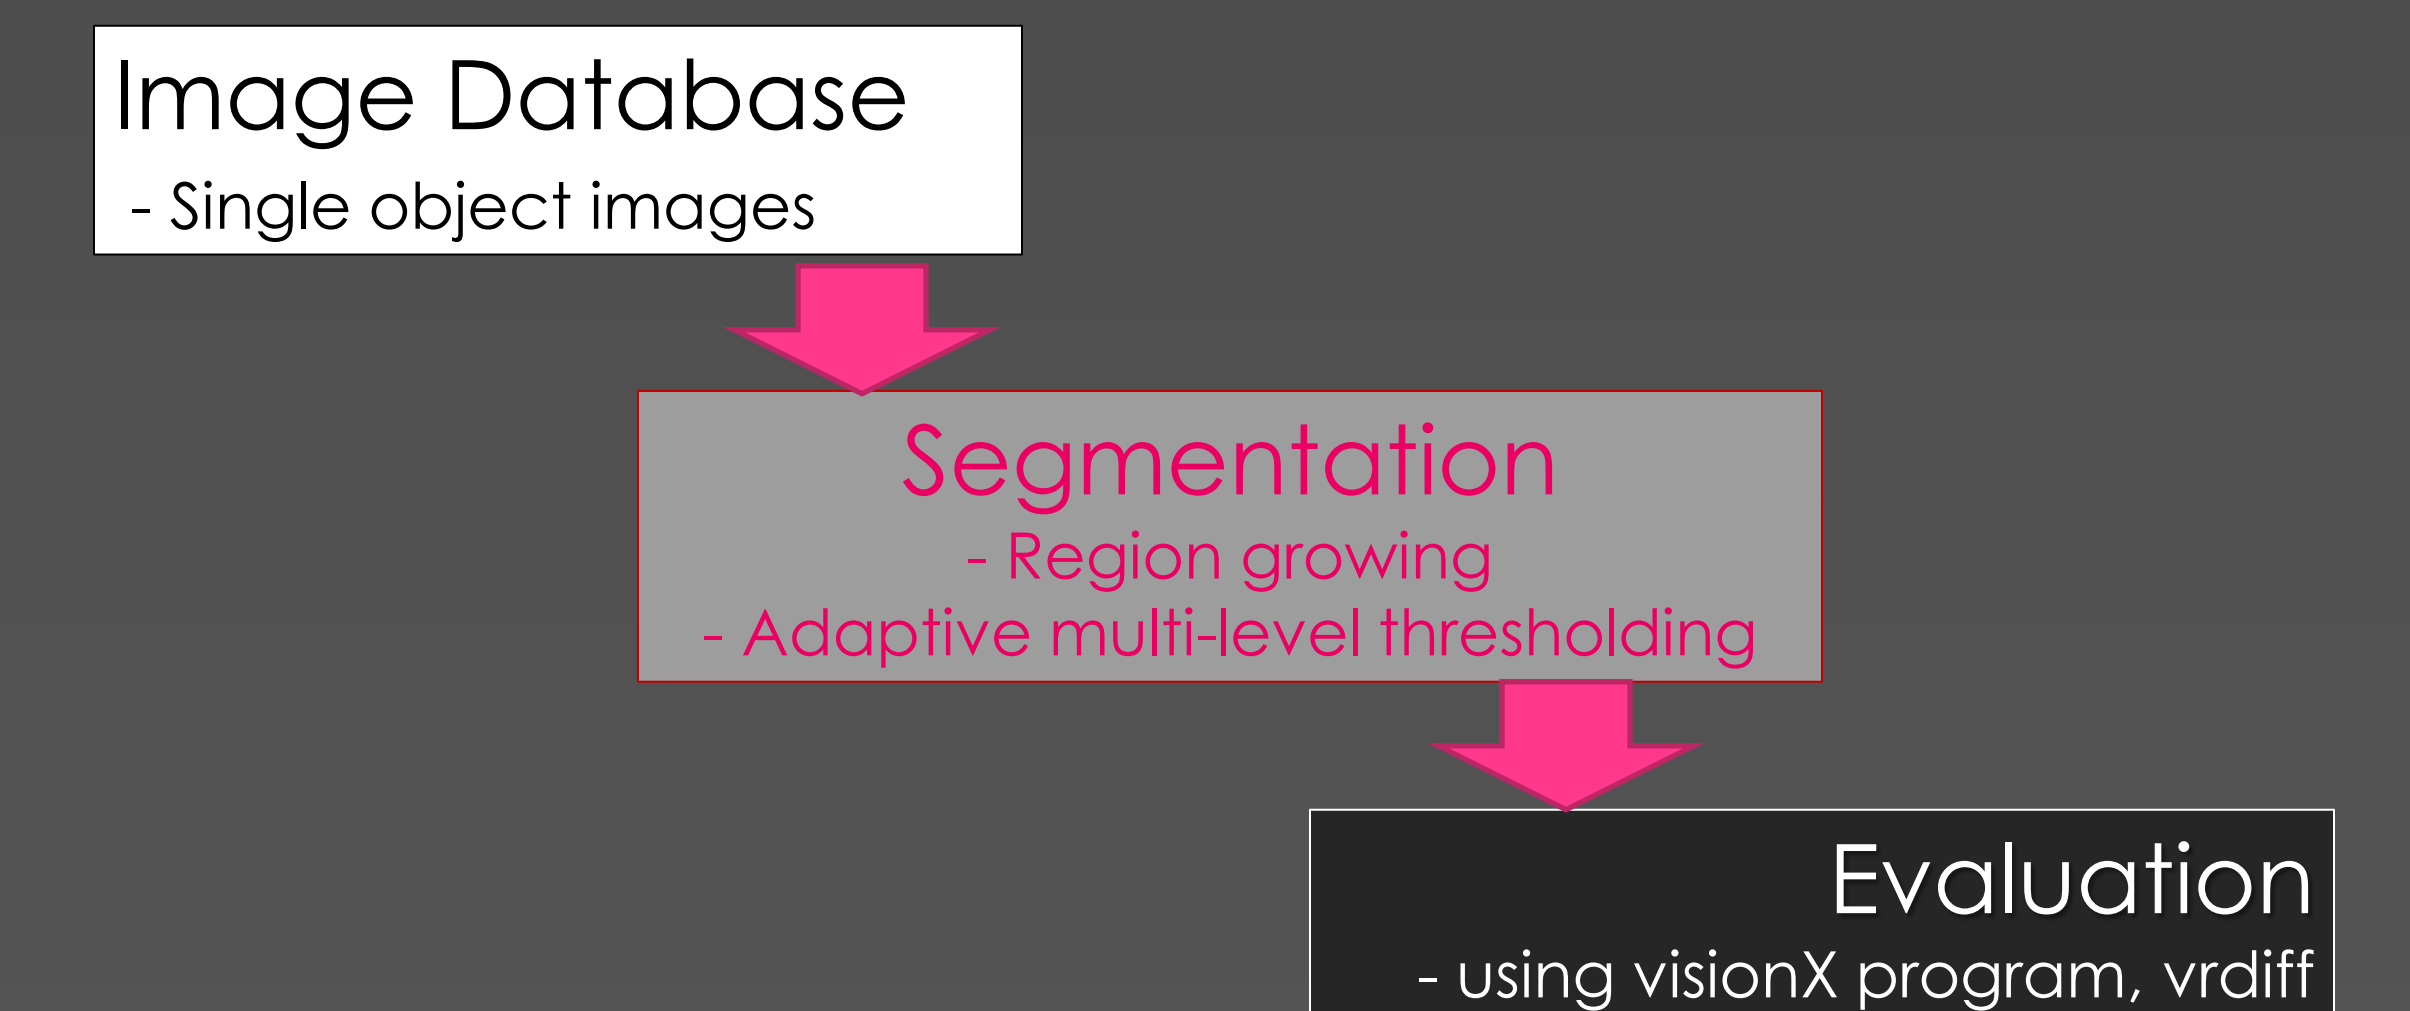 Image Database
- Single object images
Segmentation
- Region growing
- Adaptive multi-level thresholding
Evaluation
- using visionX program, vrdiff